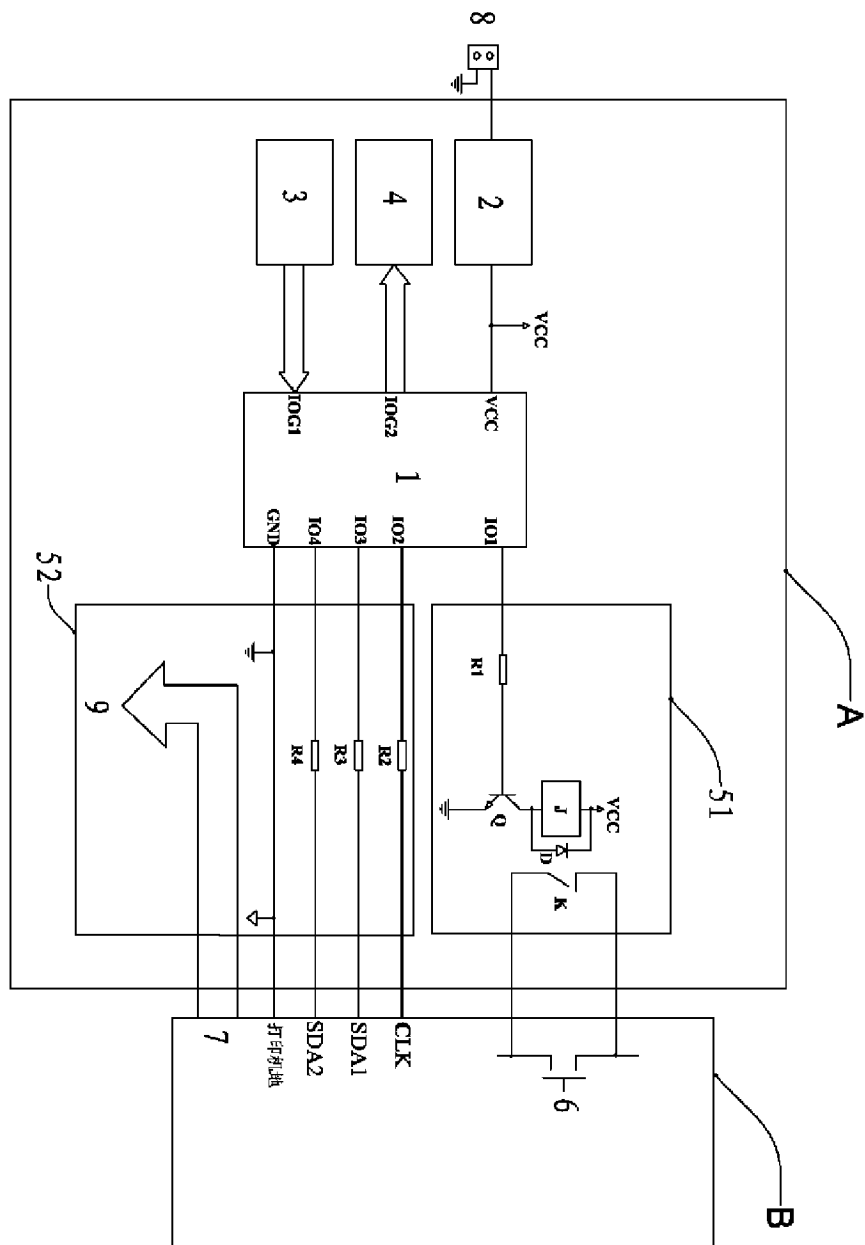 A
B
51
VCC
J
K
6
D
VCC
Q
8
2
VCC
IO1
R1
4
IOG2
1
IO2
R2
CLK
IO3
R3
SDA1
IO4
R4
SDA2
3
IOG1
GND
打印机地
7
9
52